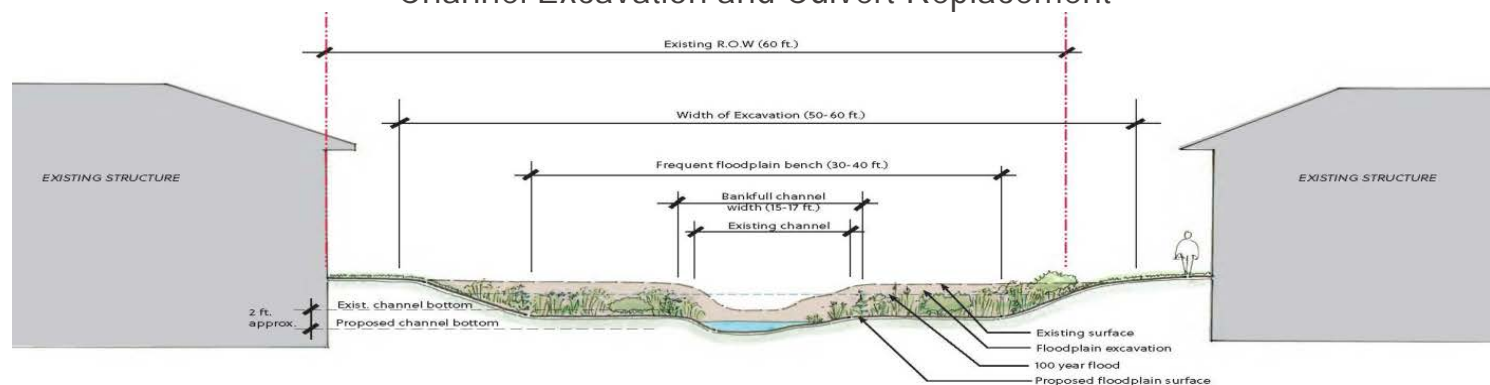 Channel Excavation and Culvert Replacement
Existing R.O.W (60 ft.)
Width of Excavation (50-60 ft.)
Frequent floodplain bench (30-40 ft.)
Bankfull channel
width (15-17 ft.)
Existing channel
EXISTING STRUCTURE
EXISTING STRUCTURE
2 ft.
approx.
Exist. channel bottom
Proposed channel bottom
Existing surface
Floodplain excavation
100 year flood
Proposed floodplain surface